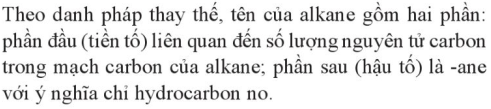 Theo danh pháp thay thế, tên của alkane gồm hai phần:
phần đầu (tiền tố) liên quan đến số lượng nguyên tử carbon
trong mạch carbon của alkane; phần sau (hậu tố) là -ane
với ý nghĩa chỉ hydrocarbon no.